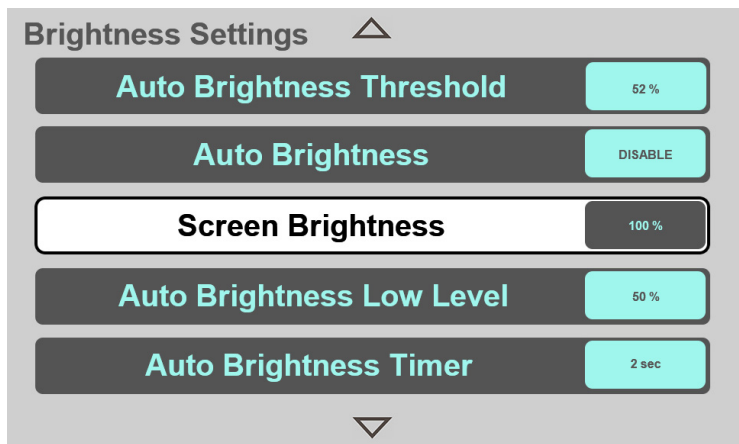 Brightness Settings
Auto Brightness Threshold 52 %
Auto Brightness DISABLE
Screen Brightness 100 %
Auto Brightness Low Level 50 %
Auto Brightness Timer 2 sec